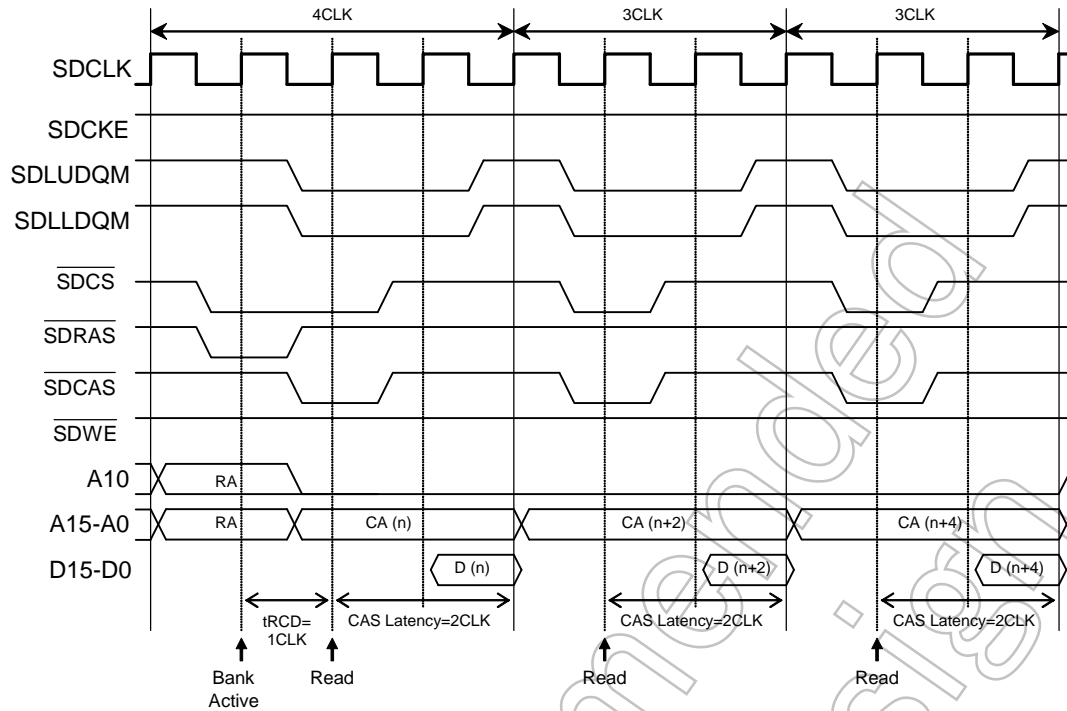 4CLK 3CLK 3CLK
SDCLK
SDCKE
SDLUDQM
SDLLDQM
SDCS
SDRAS
SDCAS
SDWE
A10 RA
A15-A0 RA CA (n) CA (n+2) CA (n+4)
D15-D0 D (n) D (n+2) D (n+4)
tRCD= CAS Latency=2CLK CAS Latency=2CLK CAS Latency=2CLK
1CLK
Bank Read Read Read
Active
mended
sign